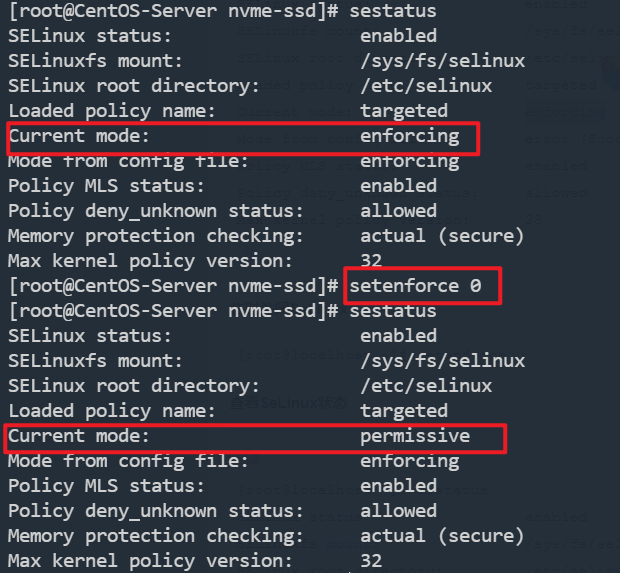 [root@CentOS-Server nvme-ssd]# sestatus
SELinux status:                 enabled
SELinuxfs mount:                /sys/fs/selinux
SELinux root directory:         /etc/selinux
Loaded policy name:             targeted
Current mode:                   enforcing
Mode from config file:          enforcing
Policy MLS status:              enabled
Policy deny_unknown status:     allowed
Memory protection checking:     actual (secure)
Max kernel policy version:      32
[root@CentOS-Server nvme-ssd]# setenforce 0
[root@CentOS-Server nvme-ssd]# sestatus
SELinux status:                 enabled
SELinuxfs mount:                /sys/fs/selinux
SELinux root directory:         /etc/selinux
Loaded policy name:             targeted
Current mode:                   permissive
Mode from config file:          enforcing
Policy MLS status:              enabled
Policy deny_unknown status:     allowed
Memory protection checking:     actual (secure)
Max kernel policy version:      32